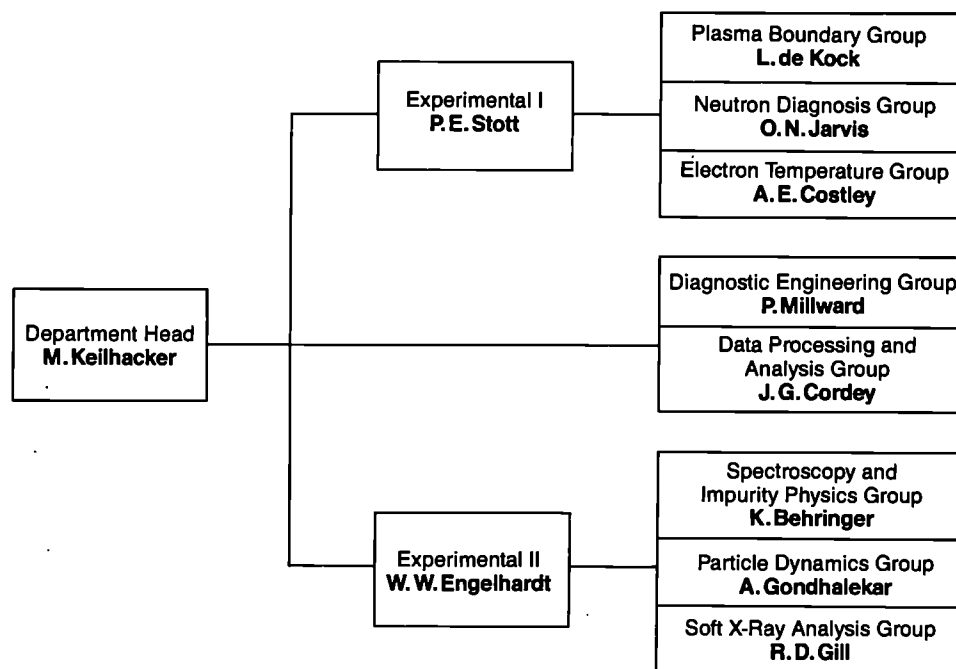 Plasma Boundary Group
L. de Kock
Experimental I
P. E. Stott
Neutron Diagnosis Group
O. N. Jarvis
Electron Temperature Group
A. E. Costley
Department Head
M. Keilhacker
Diagnostic Engineering Group
P. Millward
Data Processing and
Analysis Group
J. G. Cordey
Experimental II
W. W. Engelhardt
Spectroscopy and
Impurity Physics Group
K. Behringer
Particle Dynamics Group
A. Gondhalekar
Soft X-Ray Analysis Group
R. D. Gill